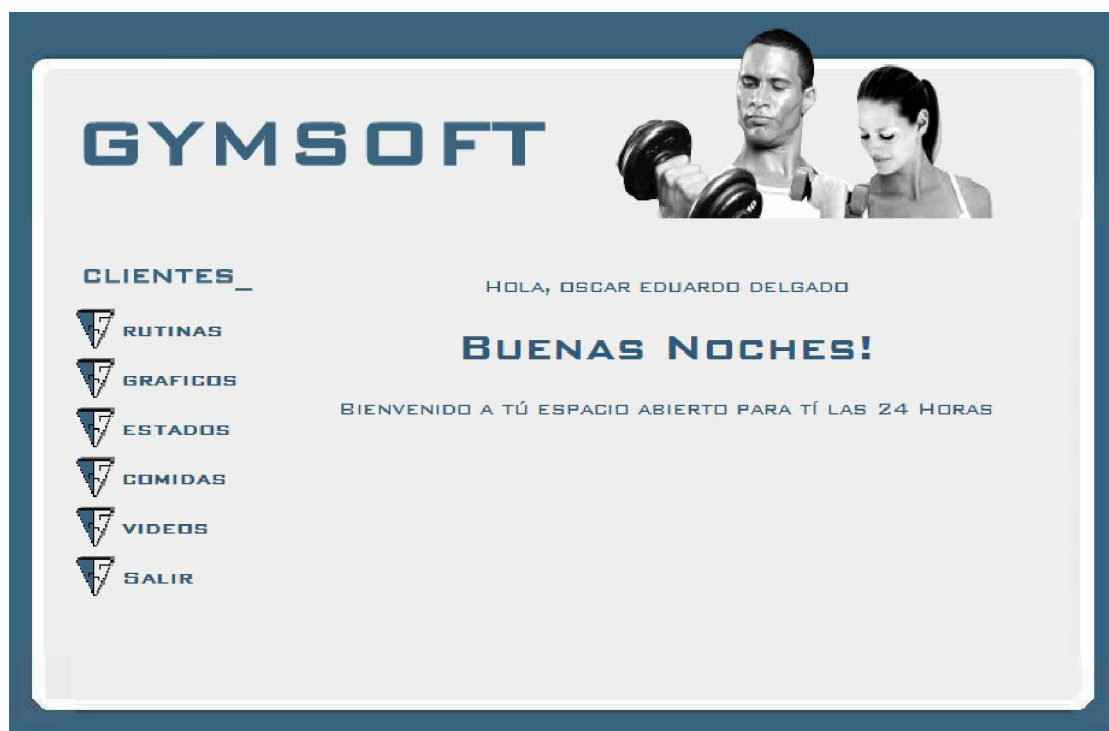 GYMSOFT
CLIENTES_
RUTINAS
GRAFICOS
ESTADOS
COMIDAS
VIDEOS
SALIR
HOLA, OSCAR EDUARDO DELGADO
BUENAS NOCHES!
BIENVENIDO A TÚ ESPACIO ABIERTO PARA TÍ LAS 24 HORAS
10